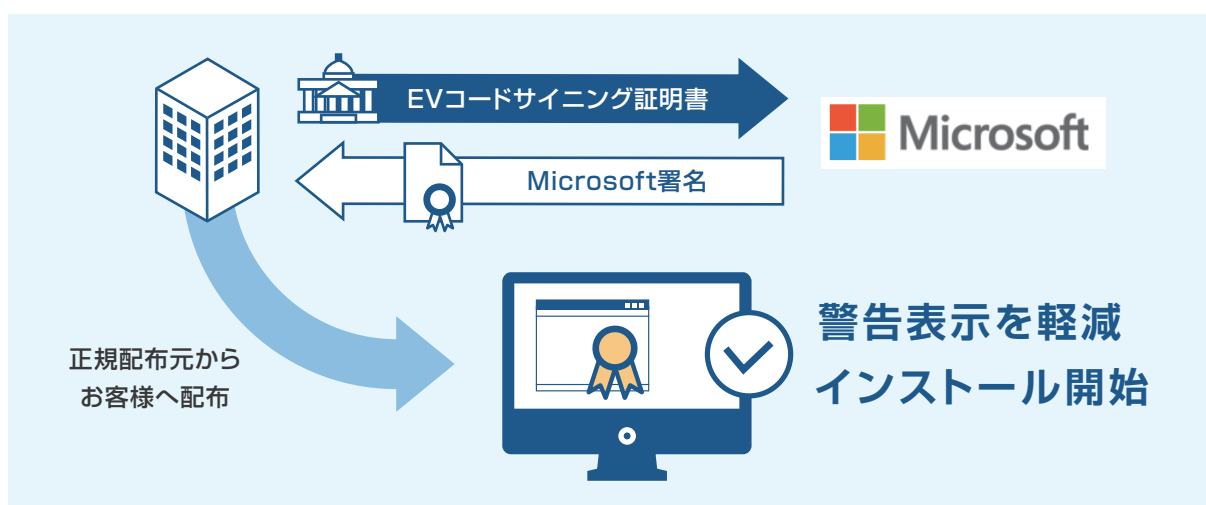 EVコードサイニング証明書
Microsoft
Microsoft署名
警告表示を軽減
インストール開始
正規配布元から
お客様へ配布